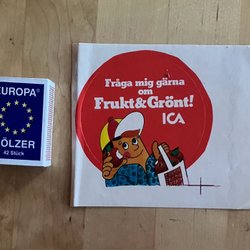 EUROPA®
ÖLZER
42 Stück
Fråga mig gärna
om
Frukt&Grönt!
ICA